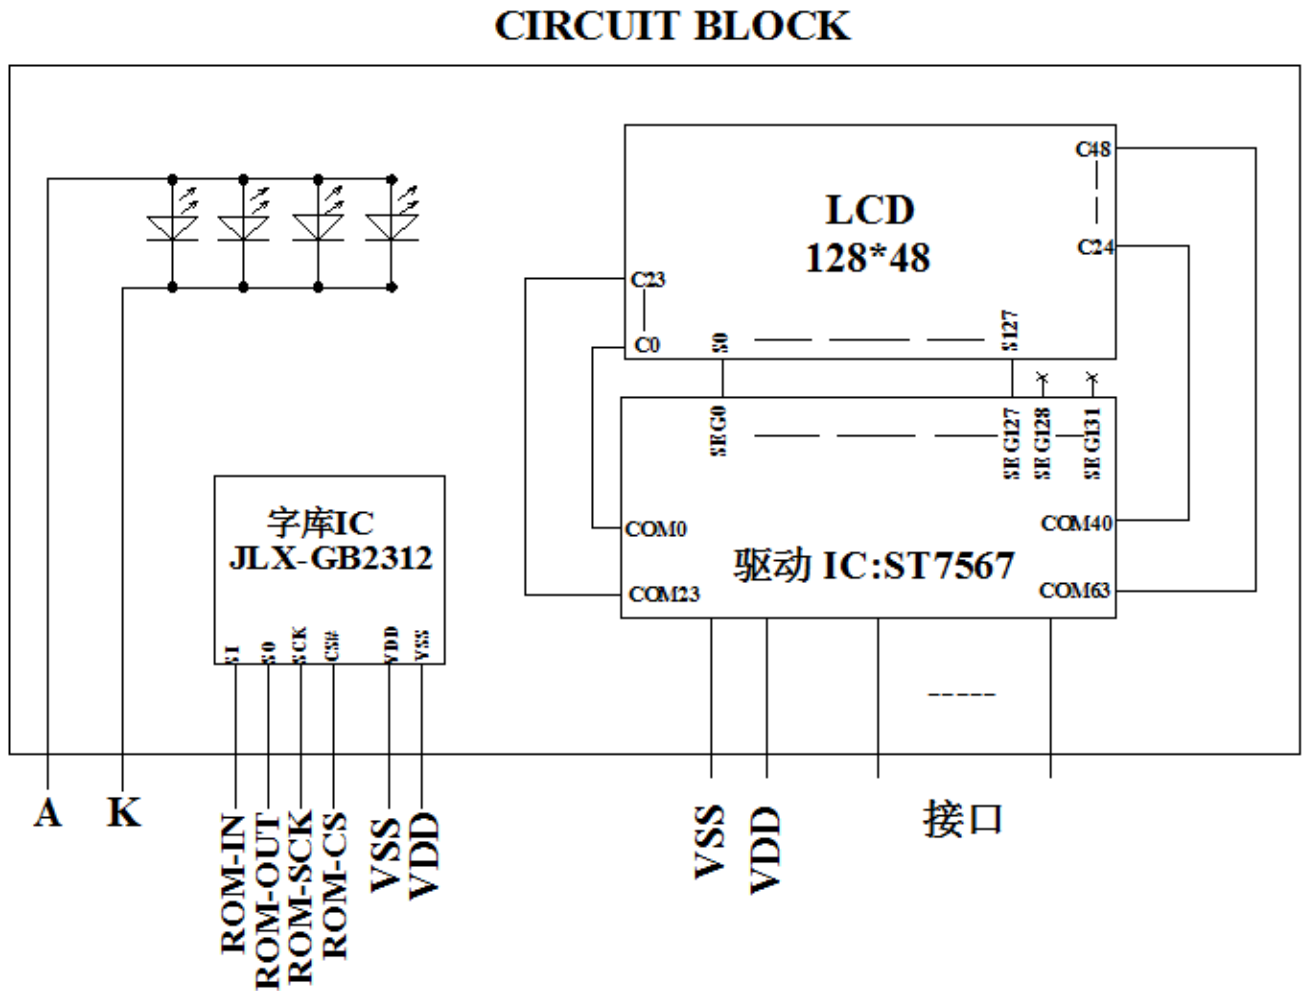 CIRCUIT BLOCK
C48
LCD
128*48
C24
C23
C0
S0
S127
SEG0
SEG127
SEG128
SEG131
字库IC
JLX-GB2312
COM0
COM40
驱动 IC:ST7567
COM23
COM63
SI
SO
SCK
CS#
VDD
VSS
A
K
ROM-IN
ROM-OUT
ROM-SCK
ROM-CS
VSS
VDD
VSS
VDD
接口